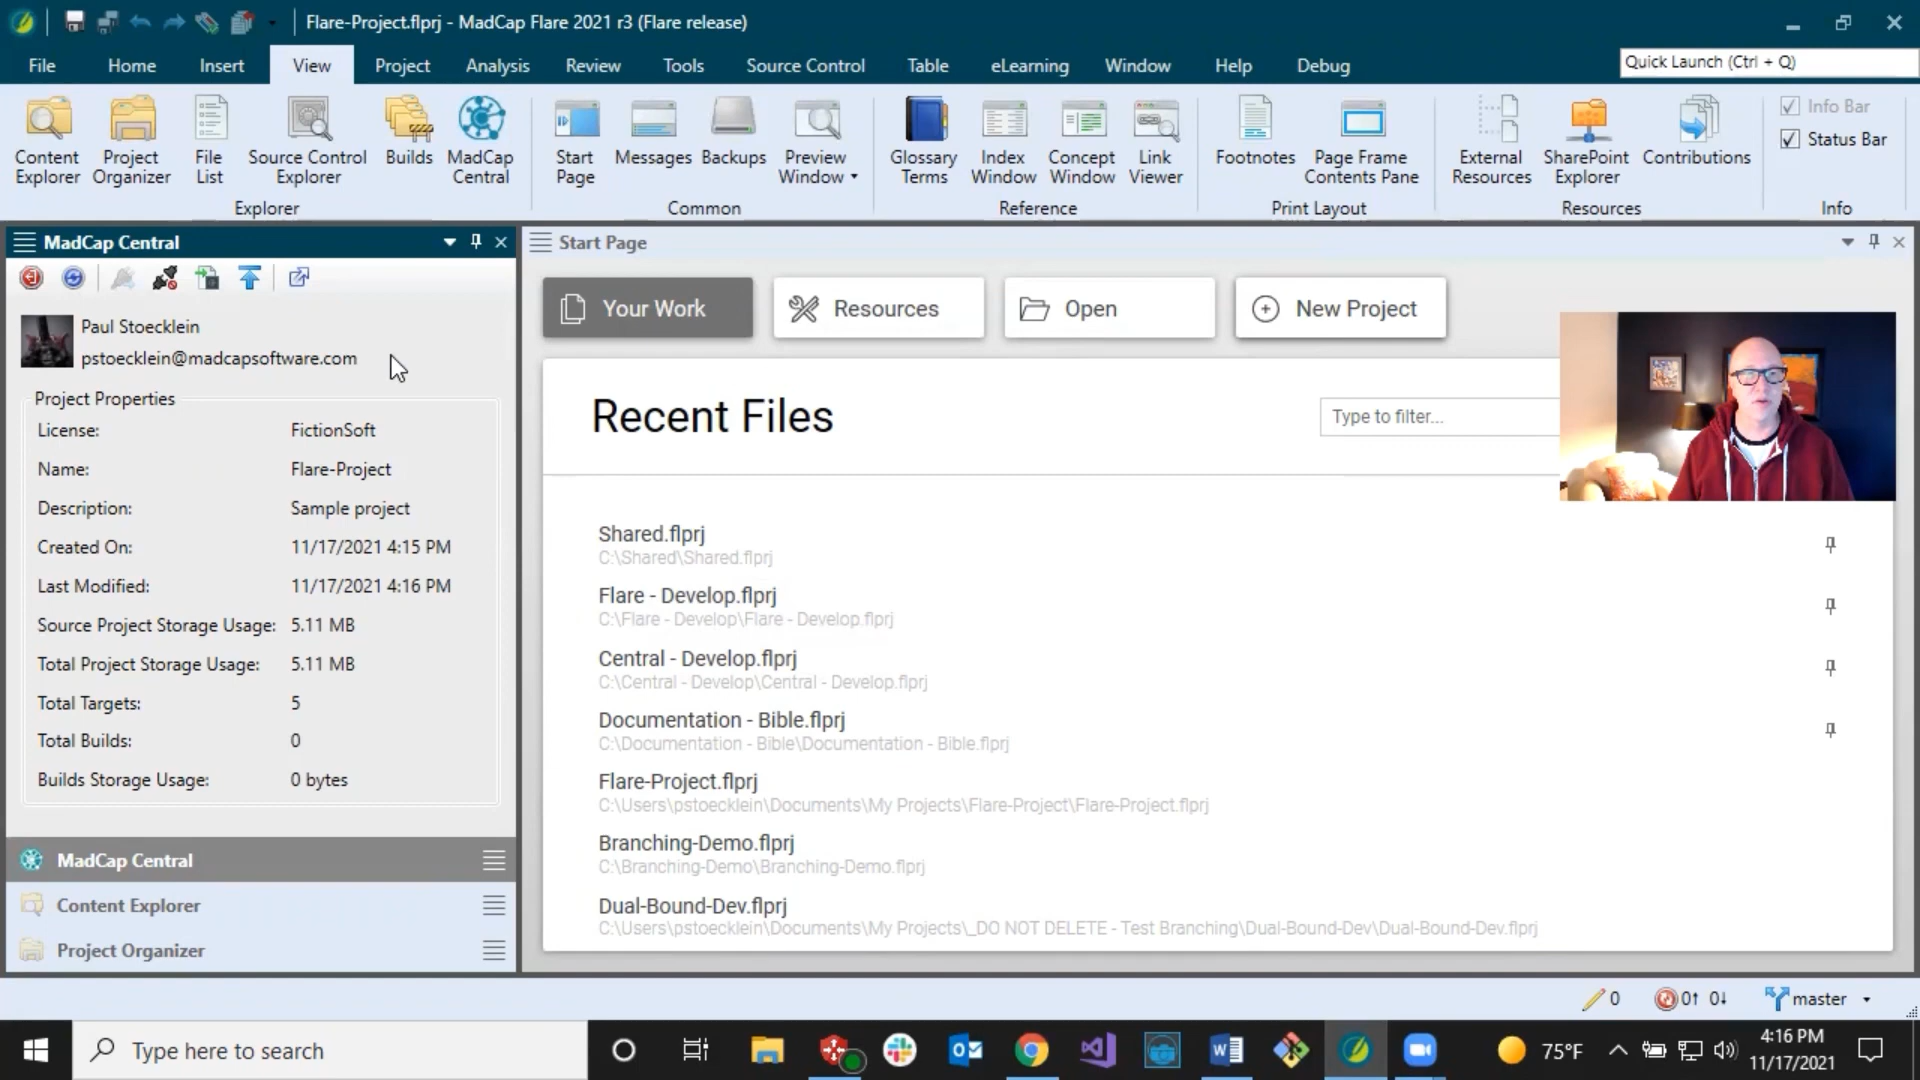 Flare-Project.flprj - MadCap Flare 2021 r3 (Flare release)
File Home Insert View Project Analysis Review Tools Source Control Table eLearning Window Help Debug
Quick Launch (Ctrl + Q)
Content Explorer
Project Organizer
File List
Source Control Explorer
Builds
MadCap Central
Explorer
Start Page
Messages
Backups
Preview Window
Common
Glossary Terms
Index Window
Concept Window
Link Viewer
Reference
Footnotes
Page Frame Contents Pane
Print Layout
External Resources
SharePoint Explorer
Contributions
Resources
Info Bar
Status Bar
Info
MadCap Central
Paul Stoecklein
pstoecklein@madcapsoftware.com
Project Properties
License: FictionSoft
Name: Flare-Project
Description: Sample project
Created On: 11/17/2021 4:15 PM
Last Modified: 11/17/2021 4:16 PM
Source Project Storage Usage: 5.11 MB
Total Project Storage Usage: 5.11 MB
Total Targets: 5
Total Builds: 0
Builds Storage Usage: 0 bytes
MadCap Central
Content Explorer
Project Organizer
Start Page
Your Work
Resources
Open
New Project
Recent Files
Type to filter...
Shared.flprj
C:\Shared\Shared.flprj
Flare - Develop.flprj
C:\Flare - Develop\Flare - Develop.flprj
Central - Develop.flprj
C:\Central - Develop\Central - Develop.flprj
Documentation - Bible.flprj
C:\Documentation - Bible\Documentation - Bible.flprj
Flare-Project.flprj
C:\Users\pstoecklein\Documents\My Projects\Flare-Project\Flare-Project.flprj
Branching-Demo.flprj
C:\Branching-Demo\Branching-Demo.flprj
Dual-Bound-Dev.flprj
C:\Users\pstoecklein\Documents\My Projects\_DO NOT DELETE - Test Branching\Dual-Bound-Dev\Dual-Bound-Dev.flprj
0 0↑ 0↓ master
Type here to search
75°F
4:16 PM
11/17/2021